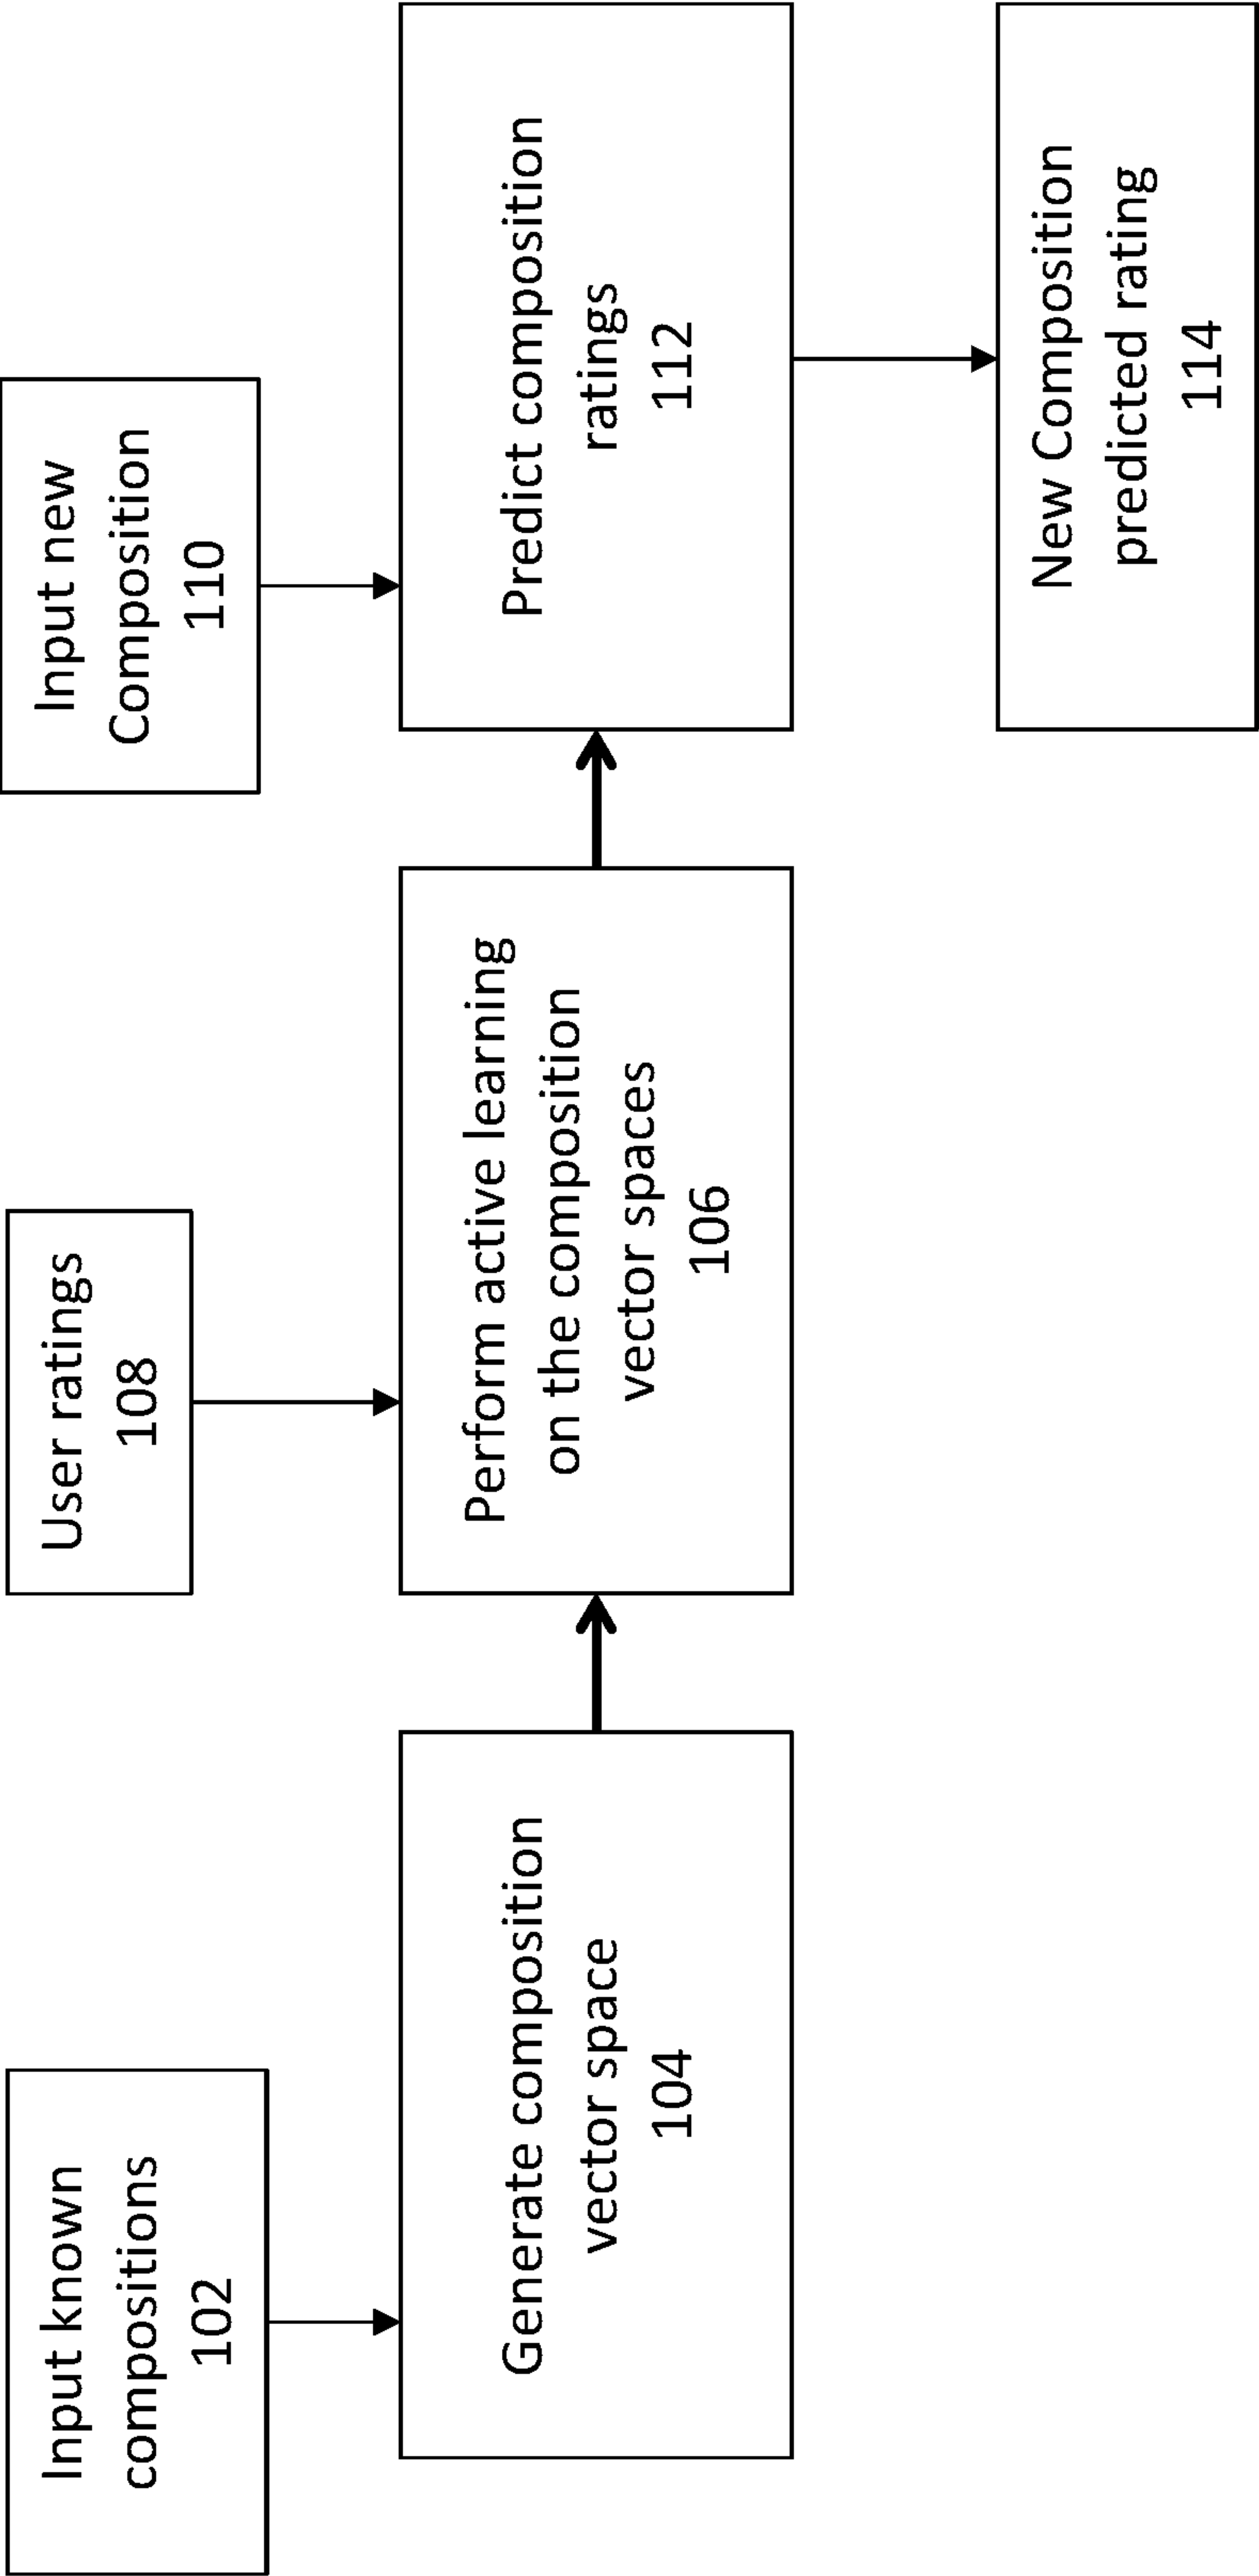 Input known
compositions
102
User ratings
108
Input new
Composition
110
Generate composition
vector space
104
Perform active learning
on the composition
vector spaces
106
Predict composition
ratings
112
New Composition
predicted rating
114